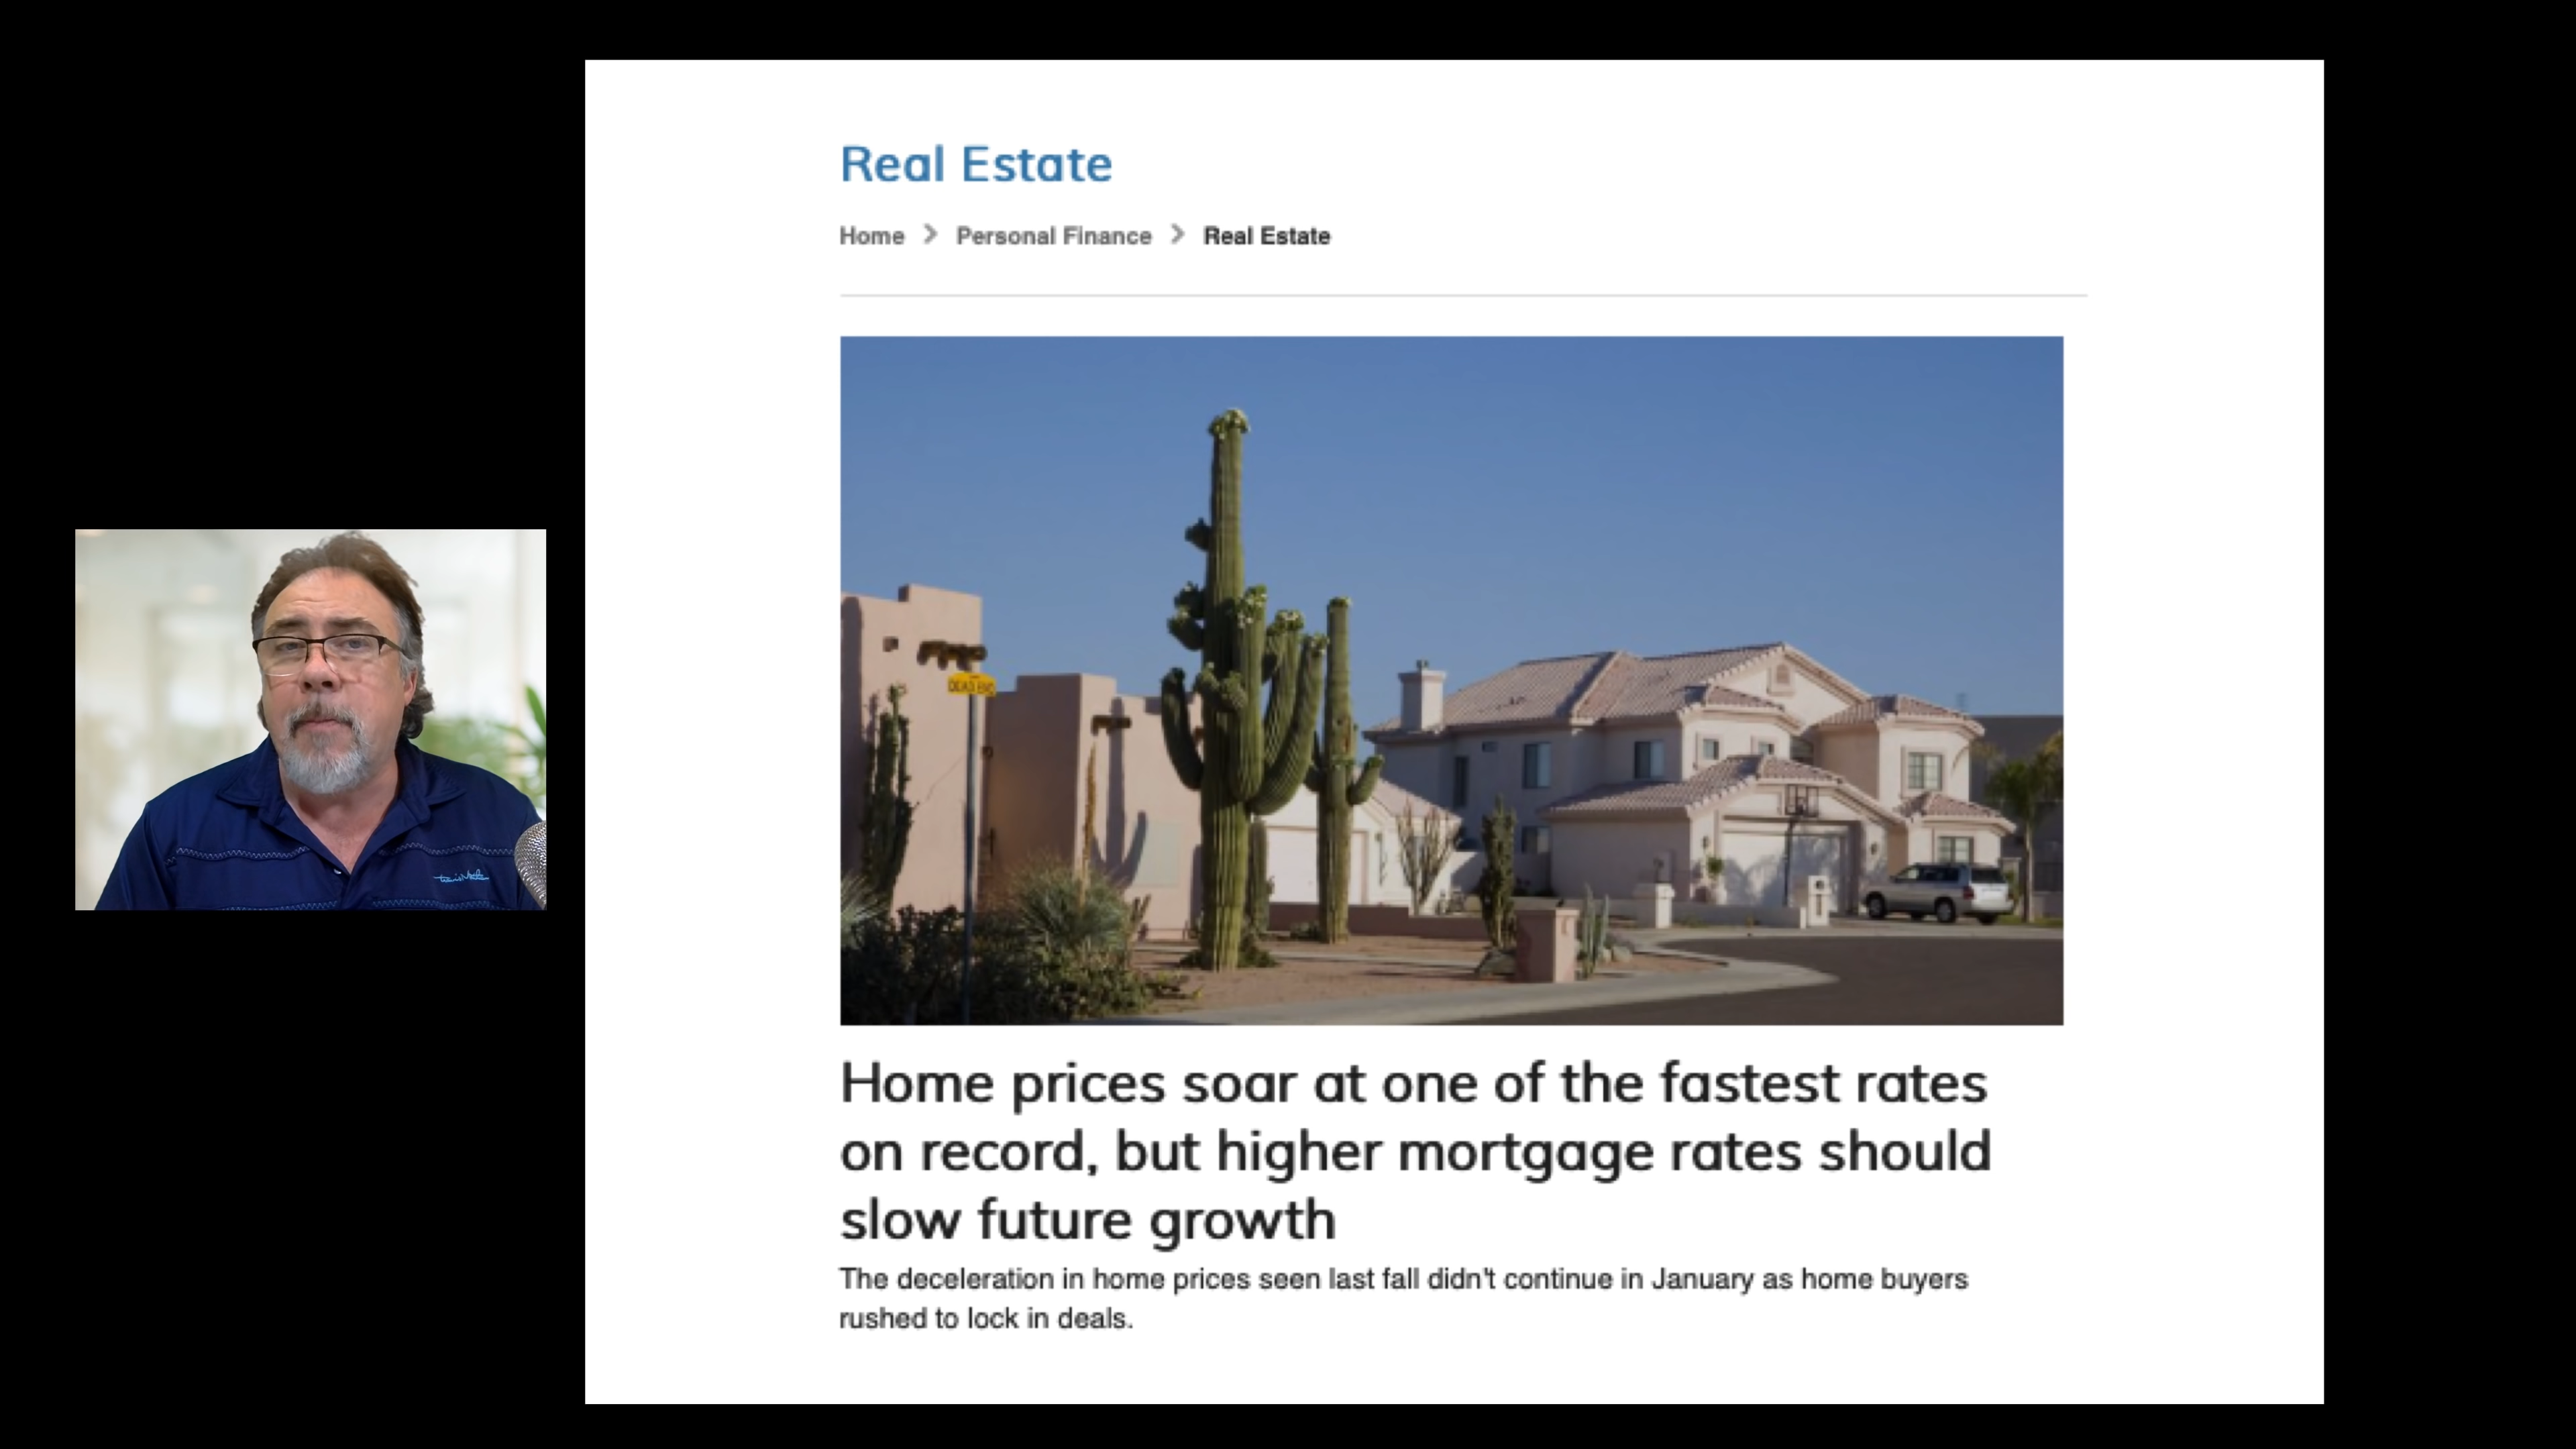 Real Estate
Home > Personal Finance > Real Estate
DEAD END
Home prices soar at one of the fastest rates
on record, but higher mortgage rates should
slow future growth
The deceleration in home prices seen last fall didn't continue in January as home buyers
rushed to lock in deals.